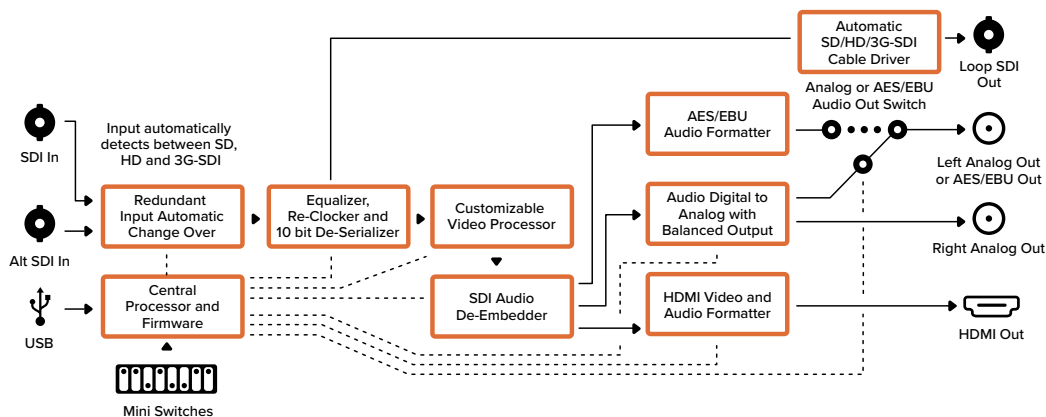 Automatic
SD/HD/3G-SDI
Cable Driver
Loop SDI
Out
Analog or AES/EBU
Audio Out Switch
AES/EBU
Audio Formatter
SDI In
Input automatically
detects between SD,
HD and 3G-SDI
Left Analog Out
or AES/EBU Out
Redundant
Input Automatic
Change Over
Equalizer,
Re-Clocker and
10 bit De-Serializer
Customizable
Video Processor
Audio Digital to
Analog with
Balanced Output
Alt SDI In
Right Analog Out
Central
Processor and
Firmware
SDI Audio
De-Embedder
HDMI Video and
Audio Formatter
USB
HDMI Out
Mini Switches